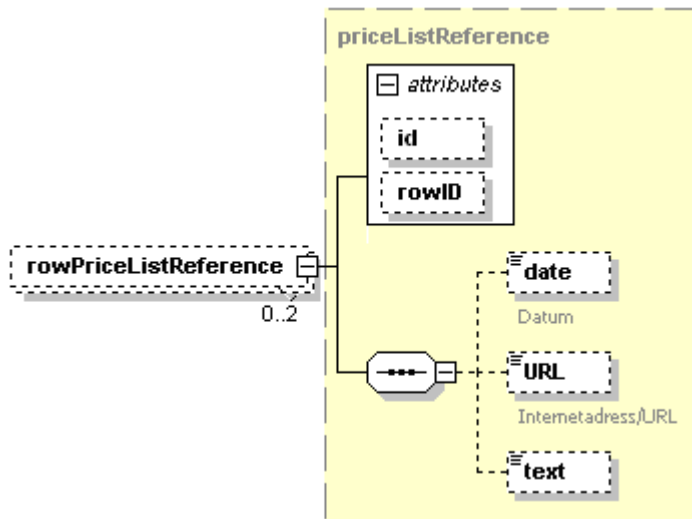 priceListReference
attributes
id
rowID
rowPriceListReference
0..2
date
Datum
URL
Internetadress/URL
text